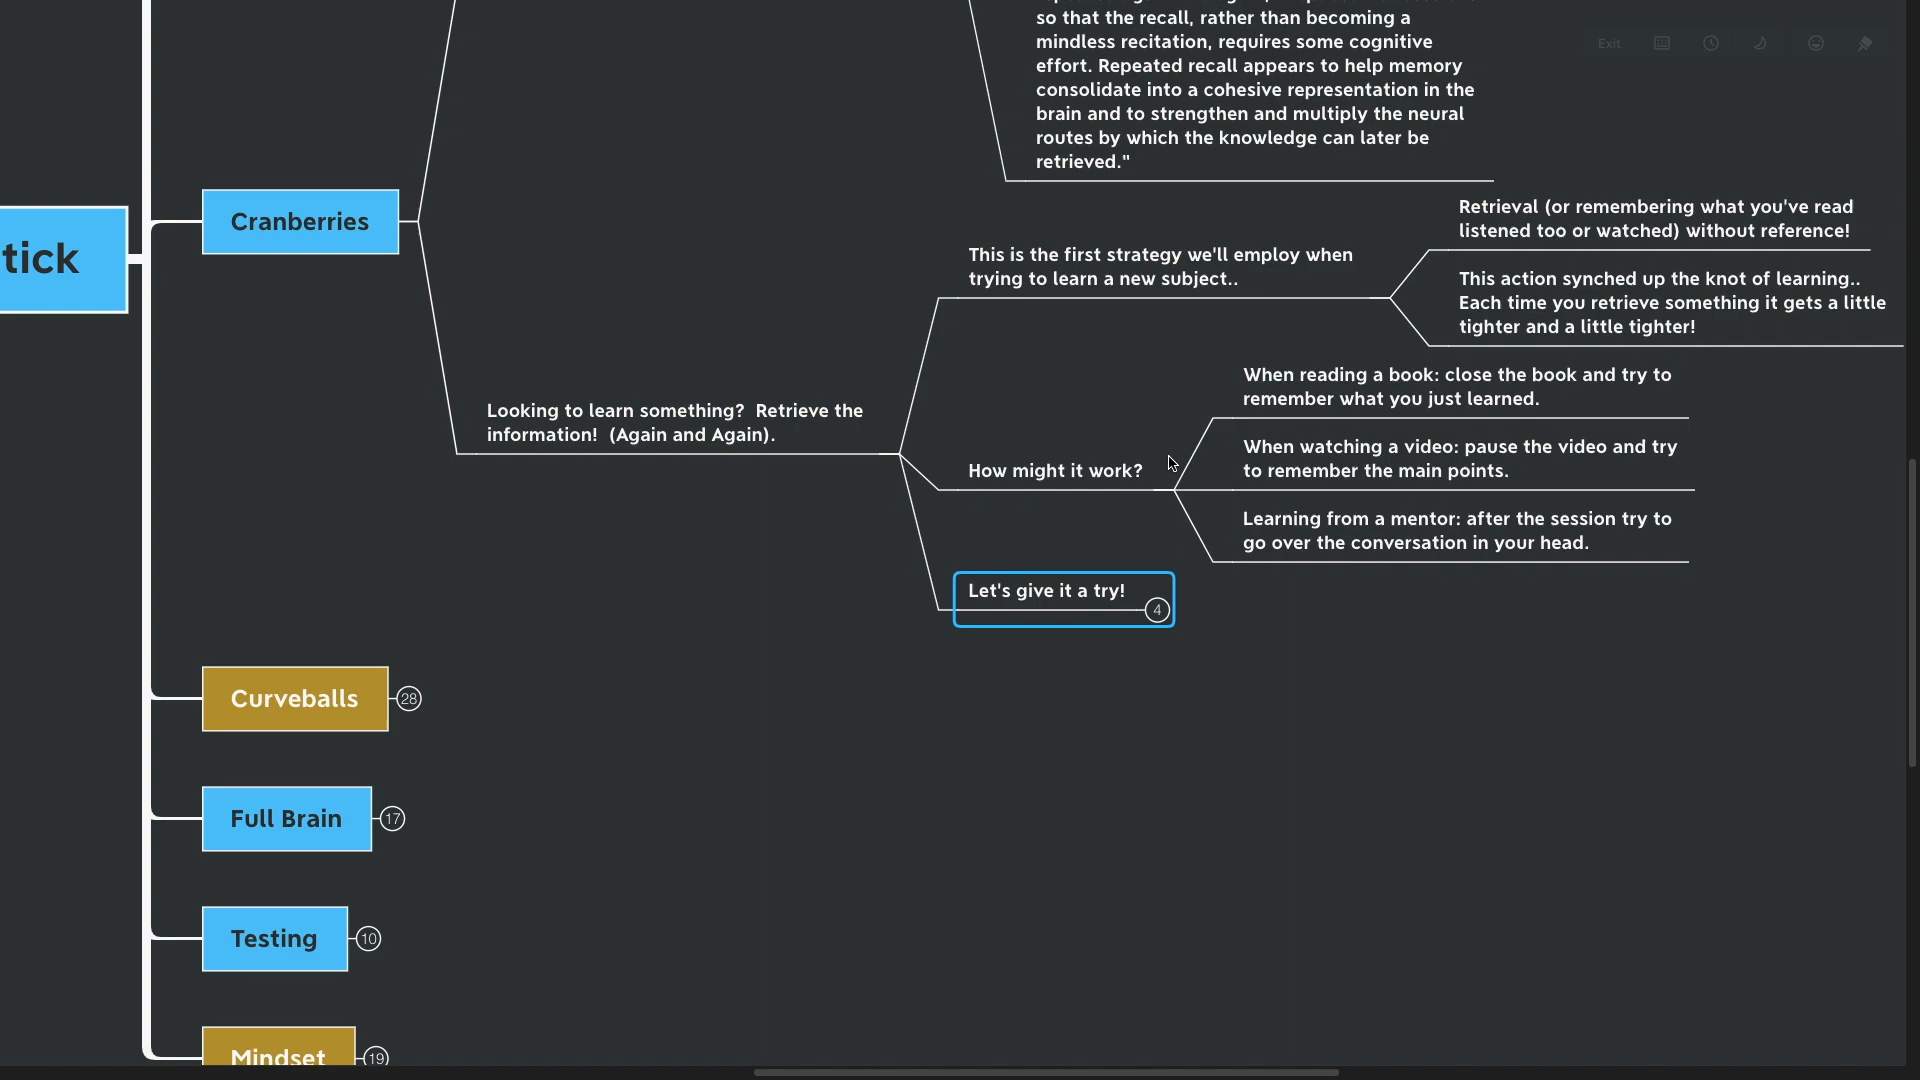 so that the recall, rather than becoming a
mindless recitation, requires some cognitive
effort. Repeated recall appears to help memory
consolidate into a cohesive representation in the
brain and to strengthen and multiply the neural
routes by which the knowledge can later be
retrieved."
Exit
tick
Cranberries
Looking to learn something?  Retrieve the
information!  (Again and Again).
This is the first strategy we'll employ when
trying to learn a new subject..
Retrieval (or remembering what you've read
listened too or watched) without reference!
This action synched up the knot of learning..
Each time you retrieve something it gets a little
tighter and a little tighter!
How might it work?
When reading a book: close the book and try to
remember what you just learned.
When watching a video: pause the video and try
to remember the main points.
Learning from a mentor: after the session try to
go over the conversation in your head.
Let's give it a try!
4
Curveballs
28
Full Brain
17
Testing
10
Mindset
19